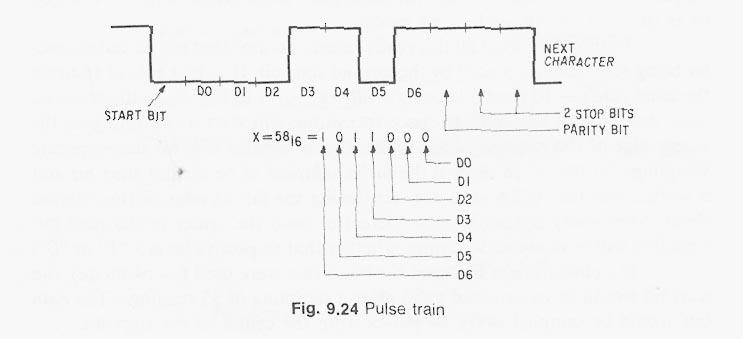 NEXT
CHARACTER
D0 D1 D2 D3 D4 D5 D6
START BIT
2 STOP BITS
PARITY BIT
X=58₁₆=1 0 1 1 0 0 0
D0
D1
D2
D3
D4
D5
D6
Fig. 9.24 Pulse train